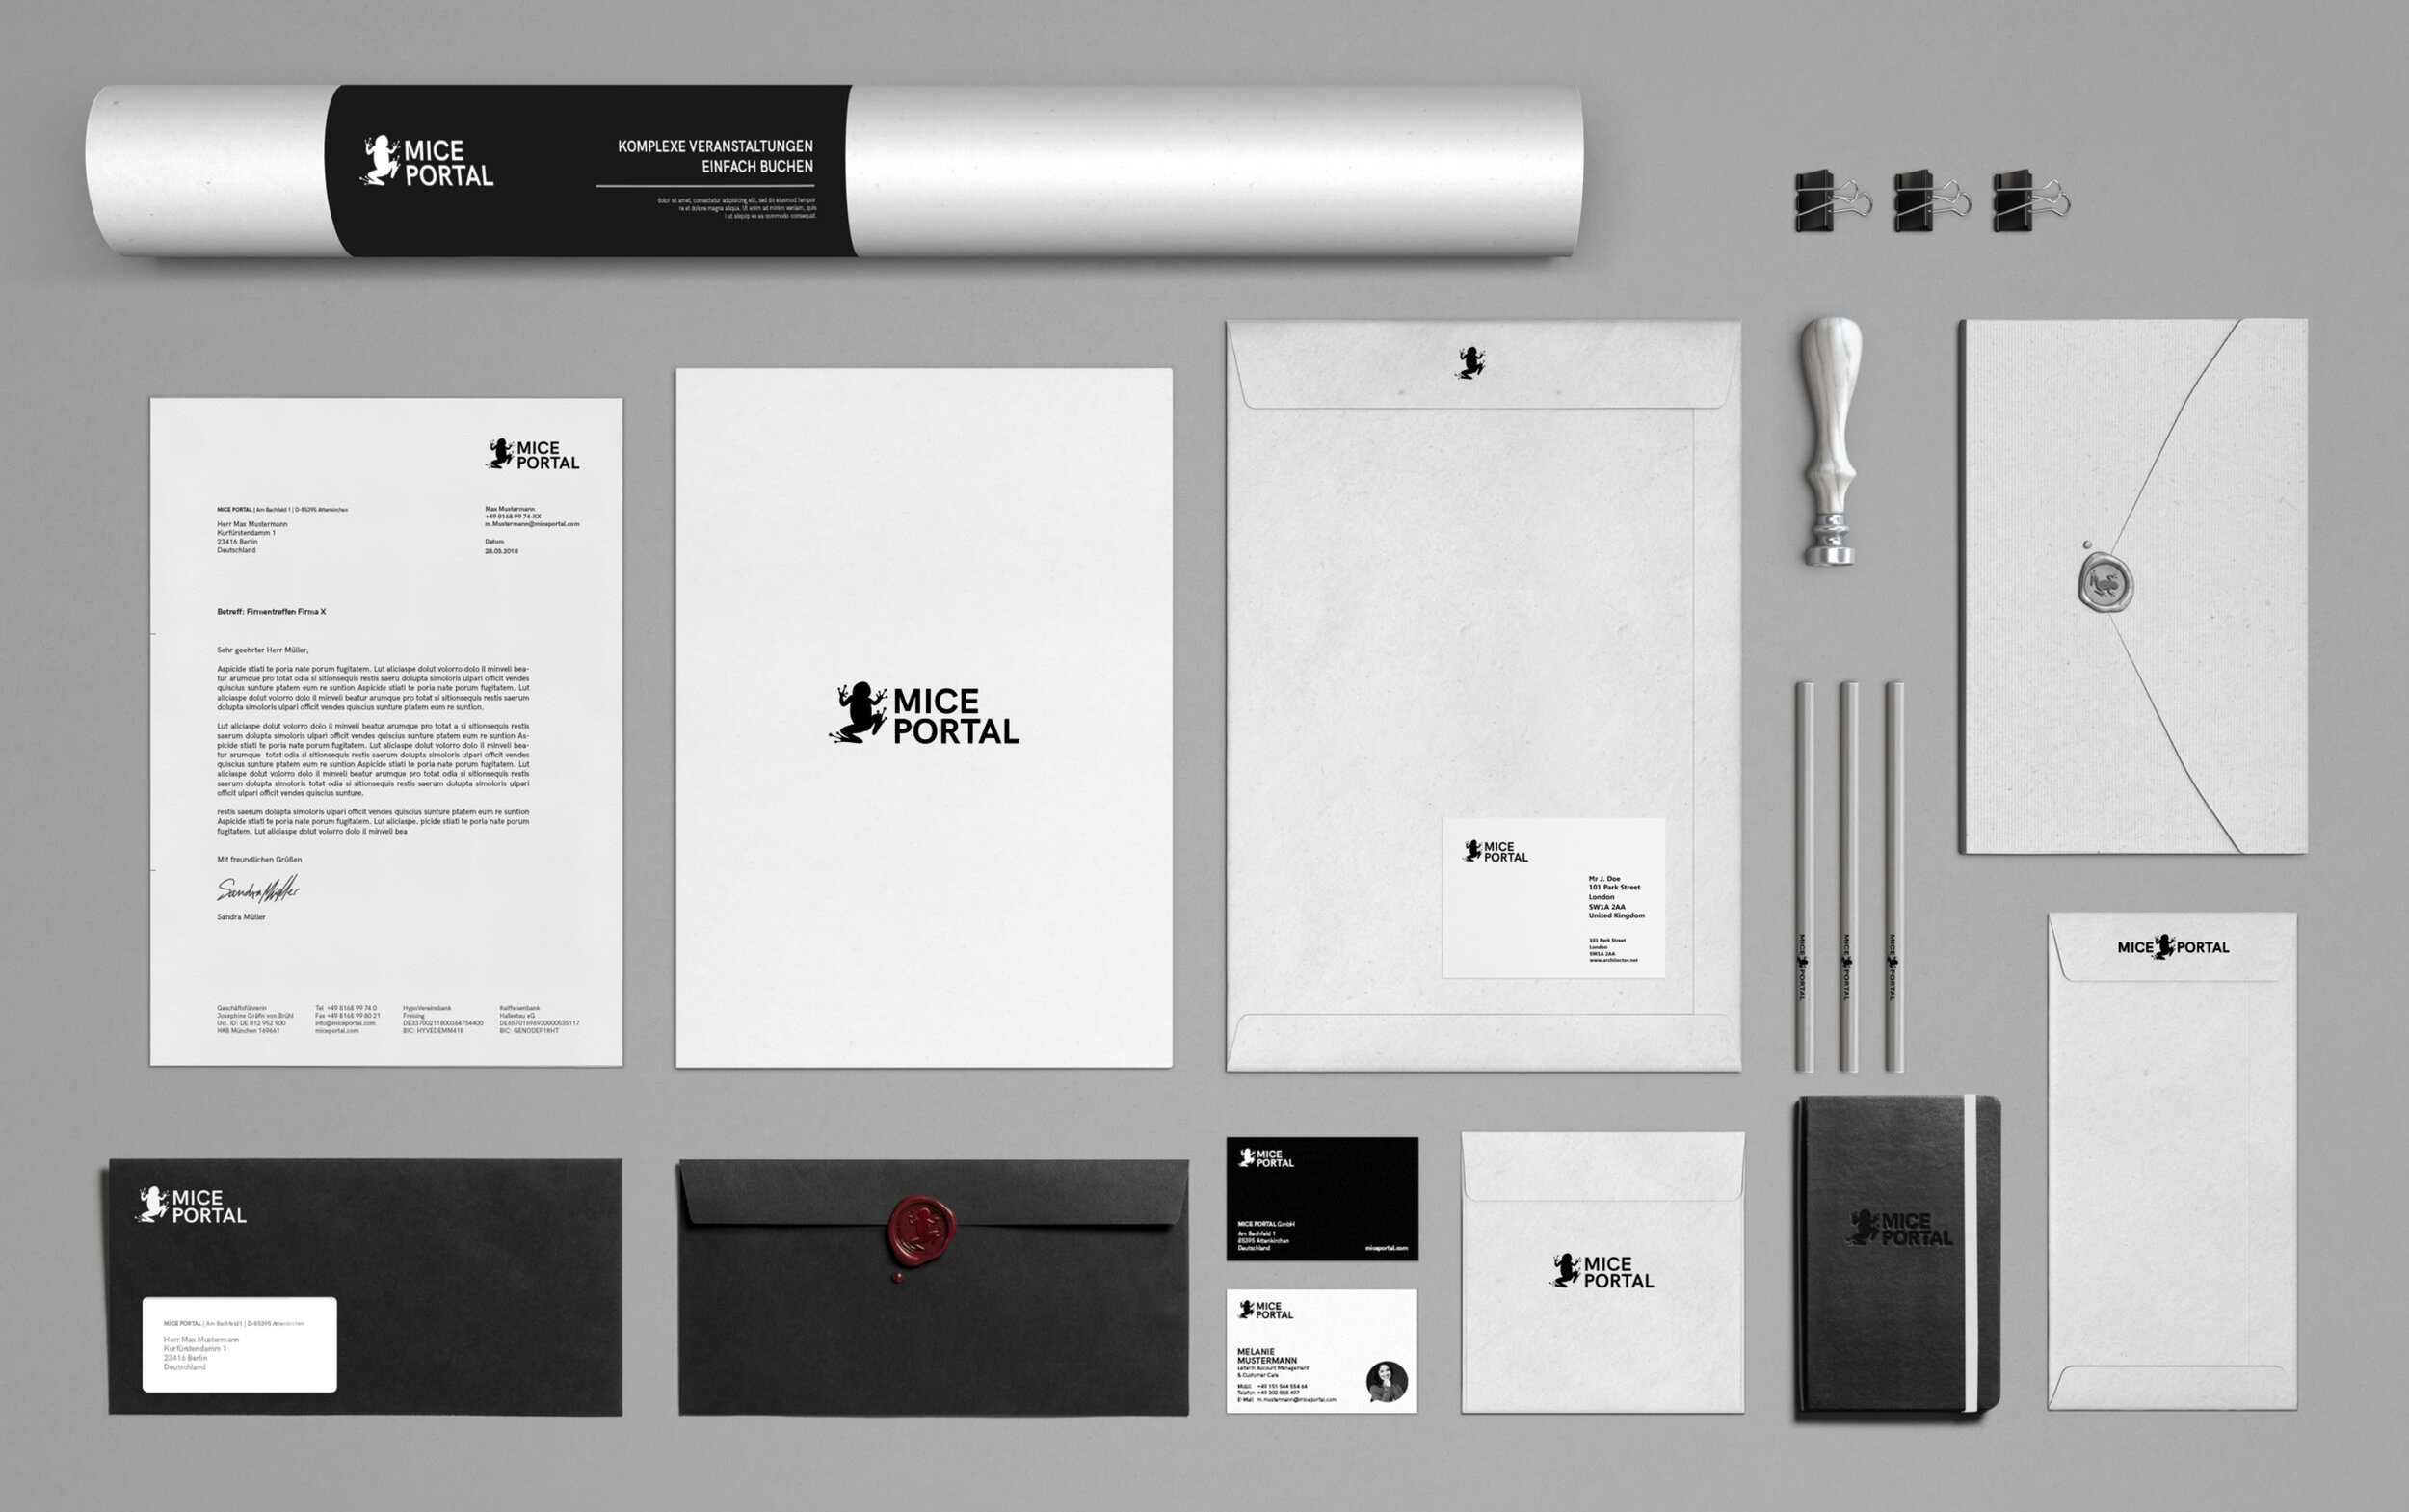 MICE
PORTAL
KOMPLEXE VERANSTALTUNGEN
EINFACH BUCHEN
dolor sit amet, consectetur adipisicing elit, sed do eiusmod tempor
re et dolore magna aliqua. Ut enim ad minim veniam, quis
i ut aliquip ex ea commodo consequat.
MICE
PORTAL
MICE PORTAL | Am Bachfeld 1 | D-85395 Attenkirchen
Herr Max Mustermann
Kurfürstendamm 1
23416 Berlin
Deutschland
Max Mustermann
+49 8168 99 74-XX
m.Mustermann@miceportal.com
Datum
28.05.2018
Betreff: Firmentreffen Firma X
Sehr geehrter Herr Müller,
Aspicide stiati te poria nate porum fugitatem. Lut aliciaspe dolut volorro dolo il minveli bea-
tur arumque pro totat odia si sitionsequis restis saeru dolupta simoloris ulpari officit vendes
quiscius sunture ptatem eum re suntion Aspicide stiati te poria nate porum fugitatem. Lut
aliciaspe dolut volorro dolo il minveli beatur arumque pro totat si sitionsequis restis saerum
dolupta simoloris ulpari officit vendes quiscius sunture ptatem eum re suntion.
Lut aliciaspe dolut volorro dolo il minveli beatur arumque pro totat a si sitionsequis restis
saerum dolupta simoloris ulpari officit vendes quiscius sunture ptatem eum re suntion As-
picide stiati te poria nate porum fugitatem. Lut aliciaspe dolut volorro dolo il minveli bea-
tur arumque totat odia si sitionsequis restis saerum dolupta simoloris ulpari officit vendes
quiscius sunture ptatem eum re suntion Aspicide stiati te poria nate porum fugitatem. Lut
aliciaspe dolut volorro dolo il minveli beatur arumque pro totat odia si sitionsequis restis
saerum dolupta simoloris totat odia si sitionsequis restis saerum dolupta simoloris ulpari
officit ulpari officit vendes quiscius sunture.
restis saerum dolupta simoloris ulpari officit vendes quiscius sunture ptatem eum re suntion
Aspicide stiati te poria nate porum fugitatem. Lut aliciaspe. picide stiati te poria nate porum
fugitatem. Lut aliciaspe dolut volorro dolo il minveli bea
Mit freundlichen Grüßen
Sandra Müller
Sandra Müller
Geschäftsführerin
Josephine Gräfin von Brühl
Ust. ID: DE 812 952 900
HRB München 169661
Tel +49 8168 99 74 0
Fax +49 8168 99 80 21
info@miceportal.com
miceportal.com
HypoVereinsbank
Freising
BIC: HYVEDEMM418
Raiffeisenbank
Hallertau eG
BIC: GENODEF1RHT
MICE
PORTAL
MICE
PORTAL
Mr J. Doe
101 Park Street
London
SW1A 2AA
United Kingdom
101 Park Street
London
SW1A 2AA
www.architector.net
MICE PORTAL
MICE PORTAL
MICE PORTAL
MICE PORTAL
MICE
PORTAL
MICE PORTAL | Am Bachfeld 1 | D-85395 Attenkirchen
Herr Max Mustermann
Kurfürstendamm 1
23416 Berlin
Deutschland
MICE
PORTAL
MICE PORTAL GmbH
Am Bachfeld 1
85395 Attenkirchen
Deutschland
miceportal.com
MICE
PORTAL
MELANIE
MUSTERMANN
Leiterin Account Management
& Customer Care
Mobil +49 151 544 554 64
Telefon +49 302 886 497
E-Mail m.mustermann@miceportal.com
MICE
PORTAL
MICE
PORTAL